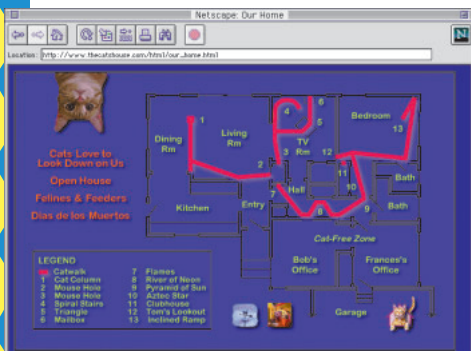 Netscape: Our Home
N
Location: http://www.thecatshouse.com/html/our_home.html
Cats Love to
Look Down on Us
Open House
Felines & Feeders
Dias de los Muertos
1
Dining
Rm
Living
Rm
2
Kitchen
Entry
4
6
5
TV
Rm
3
12
Bedroom
13
11
10
Bath
Hall
7
8
9
Bath
Cat-Free Zone
Bob's
Office
Frances's
Office
Garage
LEGEND
Catwalk
1 Cat Column
2 Mouse Hole
3 Mouse Hole
4 Spiral Stairs
5 Triangle
6 Mailbox
7 Flames
8 River of Neon
9 Pyramid of Sun
10 Aztec Star
11 Clubhouse
12 Tom's Lookout
13 Inclined Ramp